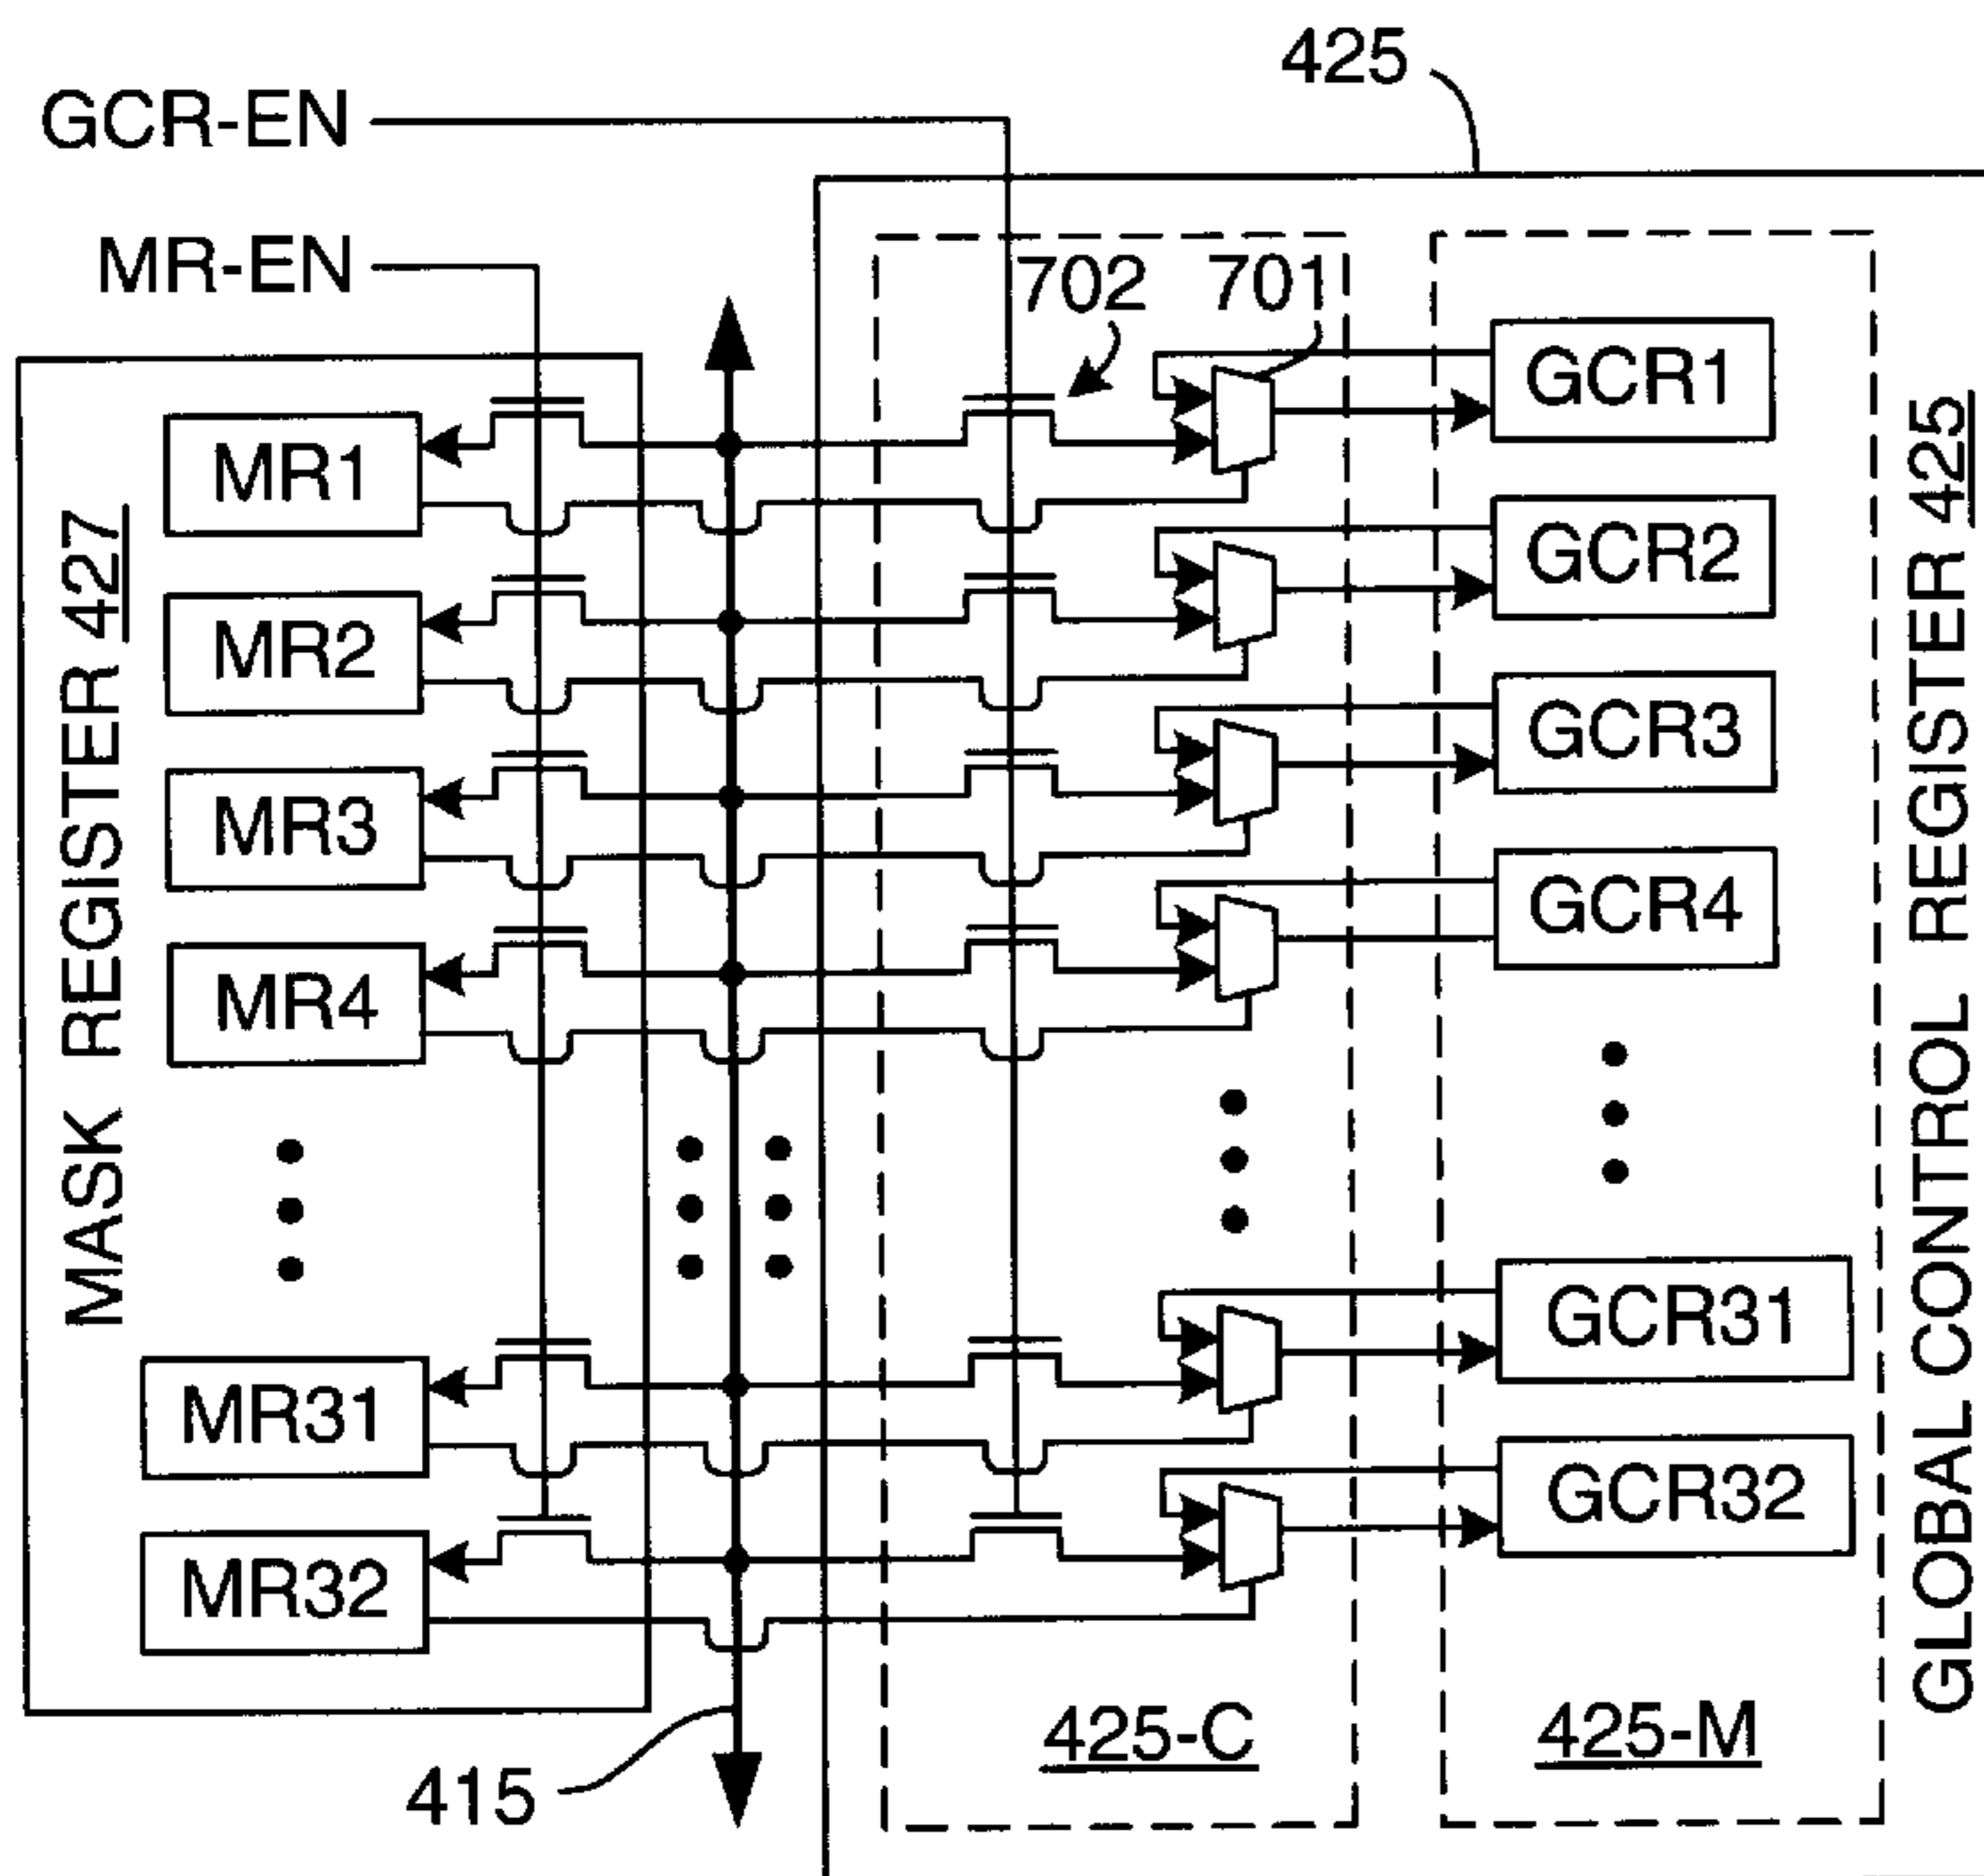 425
GCR-EN
MR-EN
702
701
GCR1
MR1
GCR2
MR2
GCR3
MR3
GCR4
MR4
GCR31
MR31
GCR32
MR32
MASK REGISTER 427
GLOBAL CONTROL REGISTER 425
425-C
425-M
415